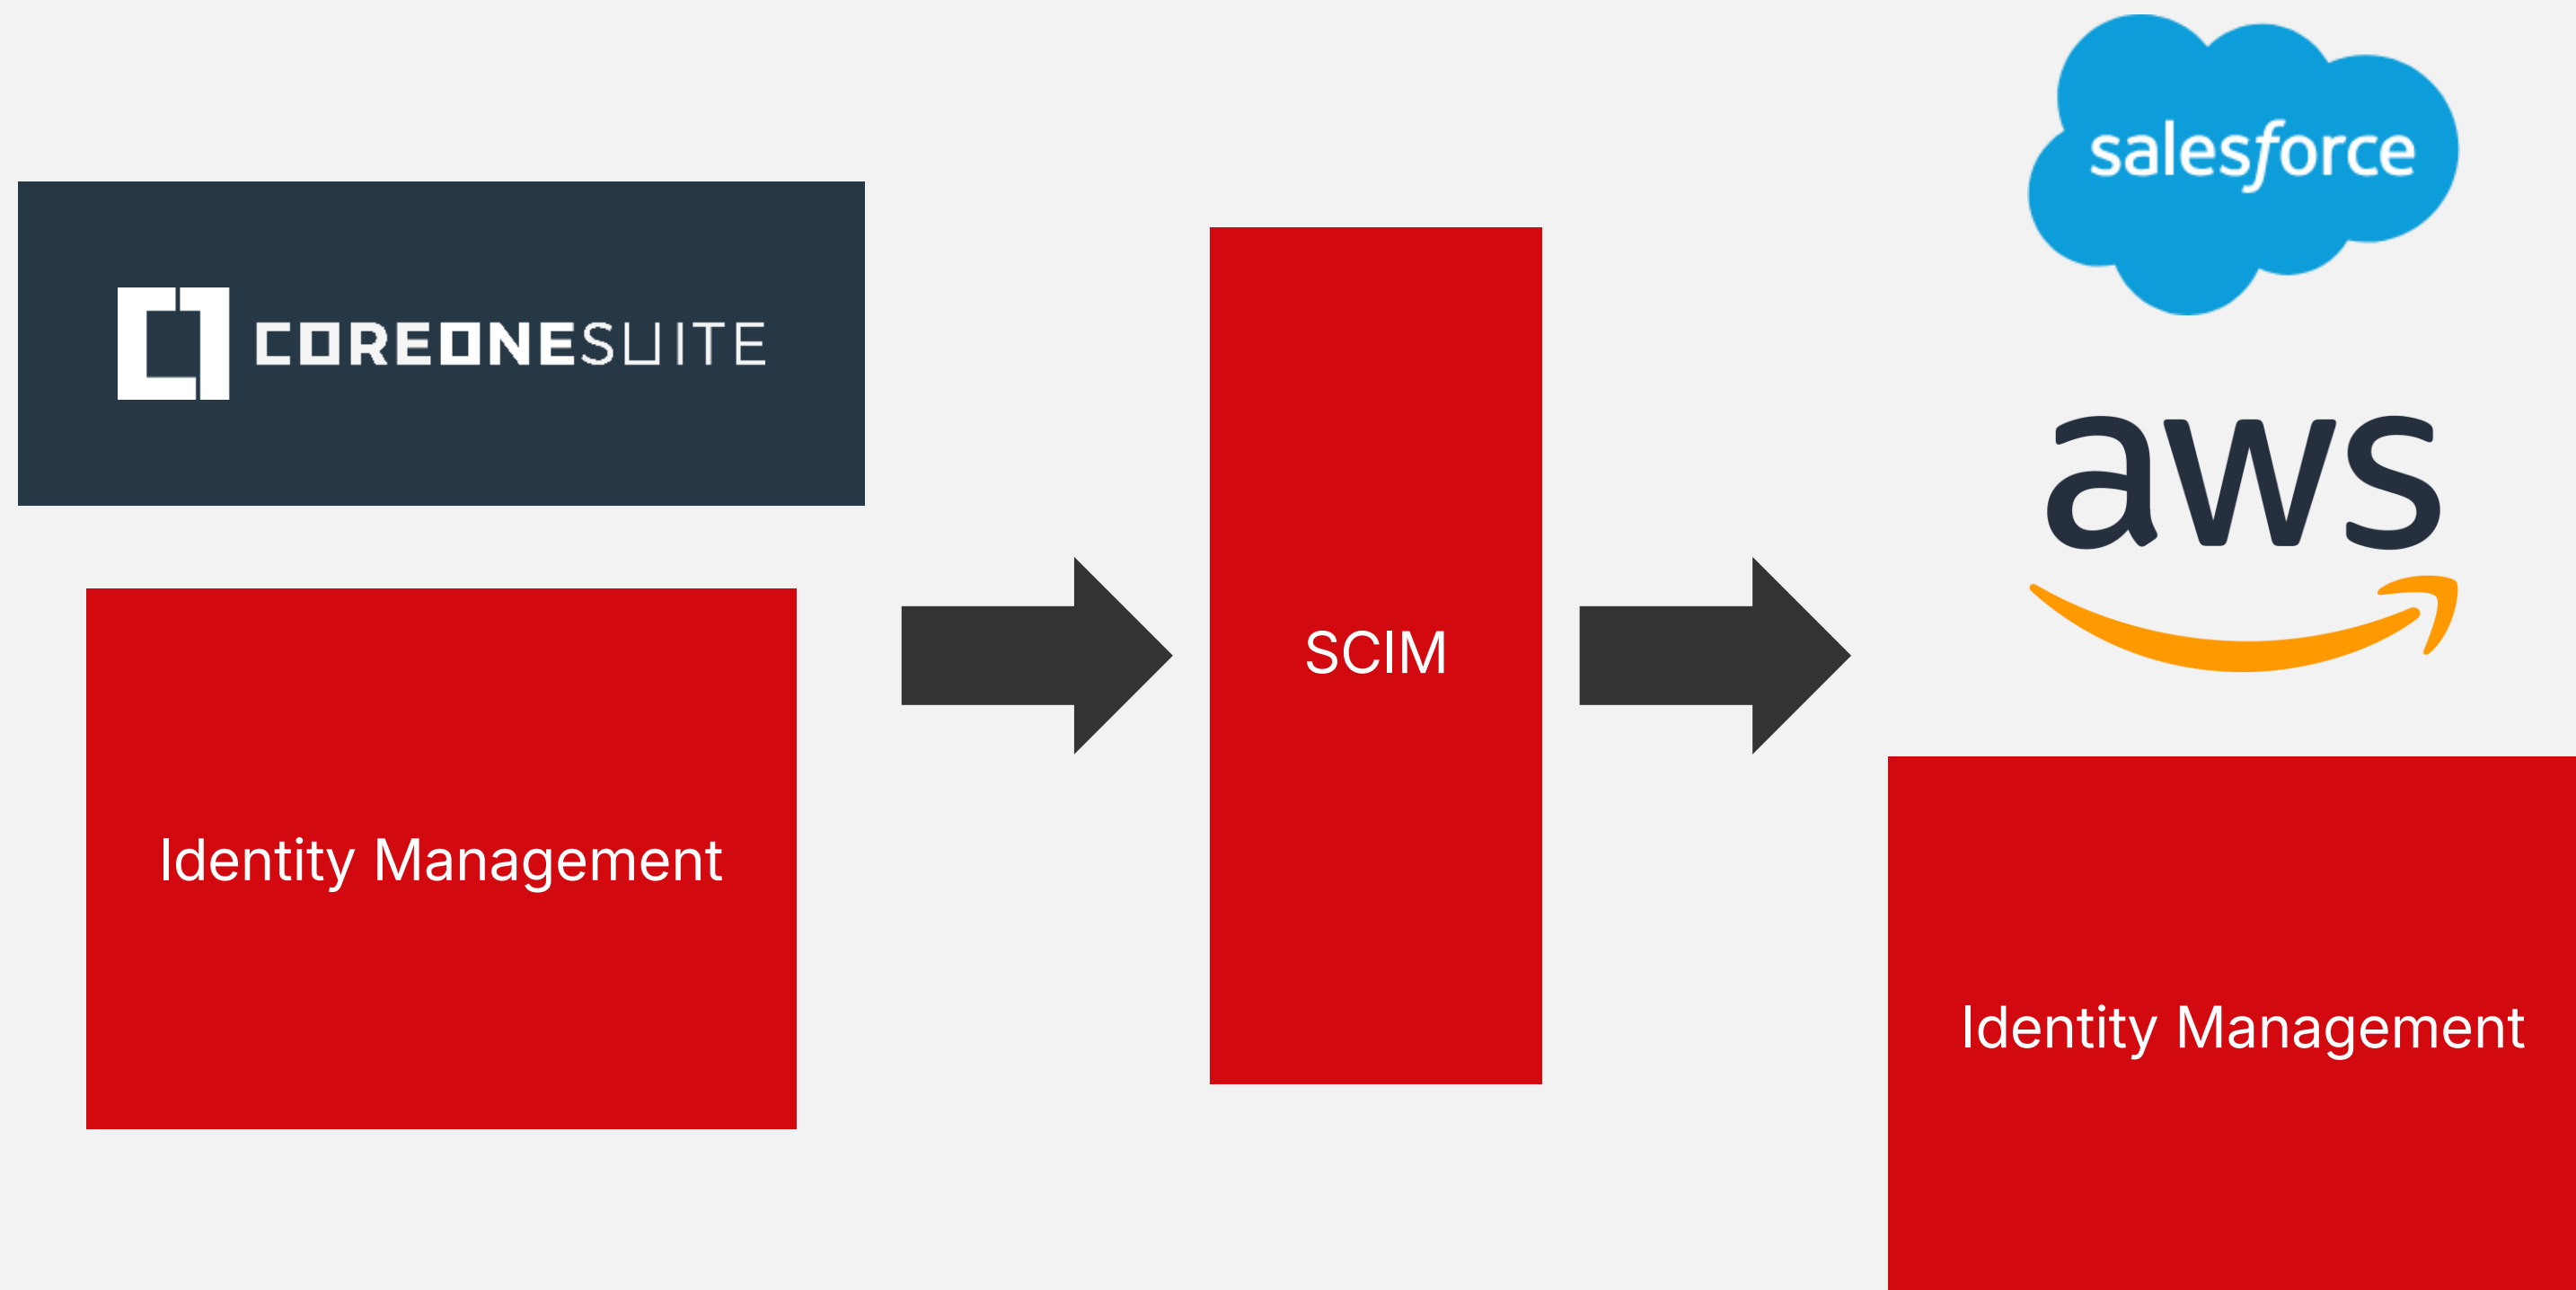 COREONESUITE
Identity Management
SCIM
salesforce
aws
Identity Management